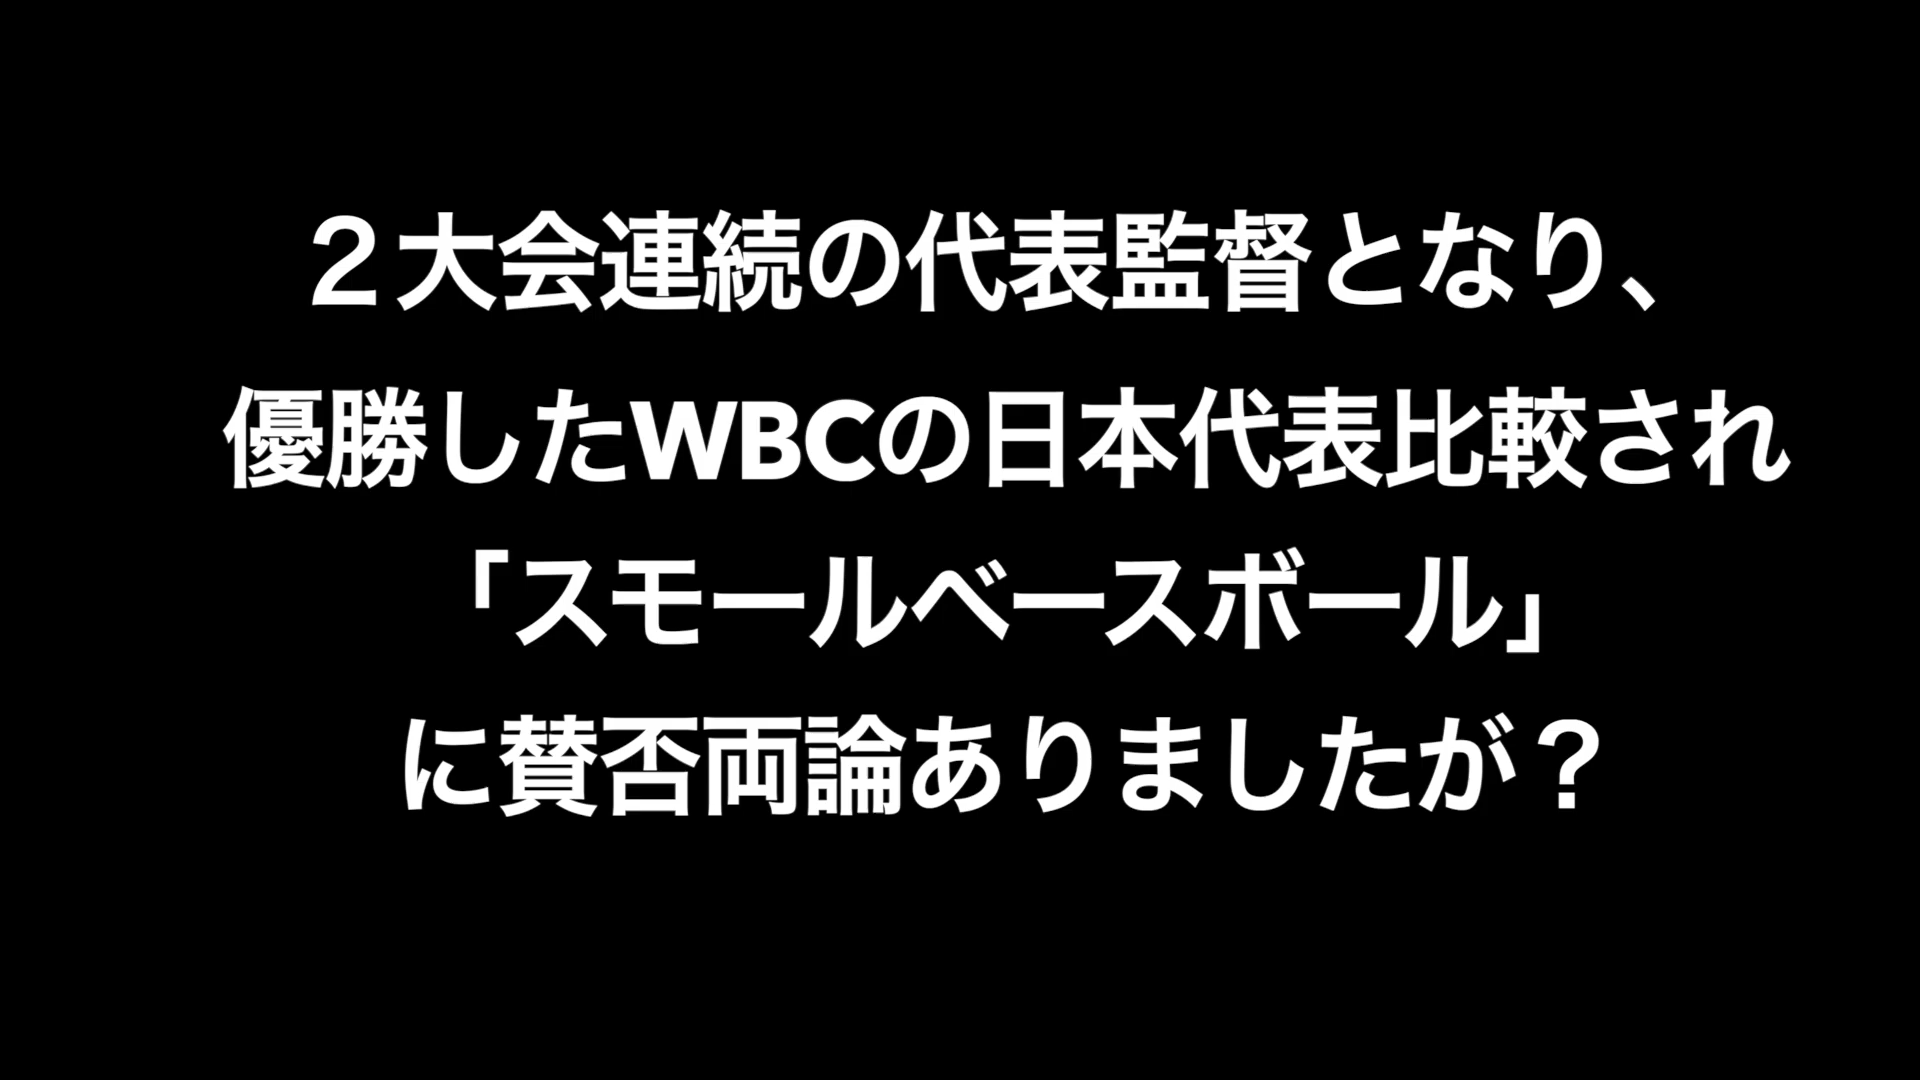 ２大会連続の代表監督となり、
優勝したWBCの日本代表比較され
「スモールベースボール」
に賛否両論ありましたが？